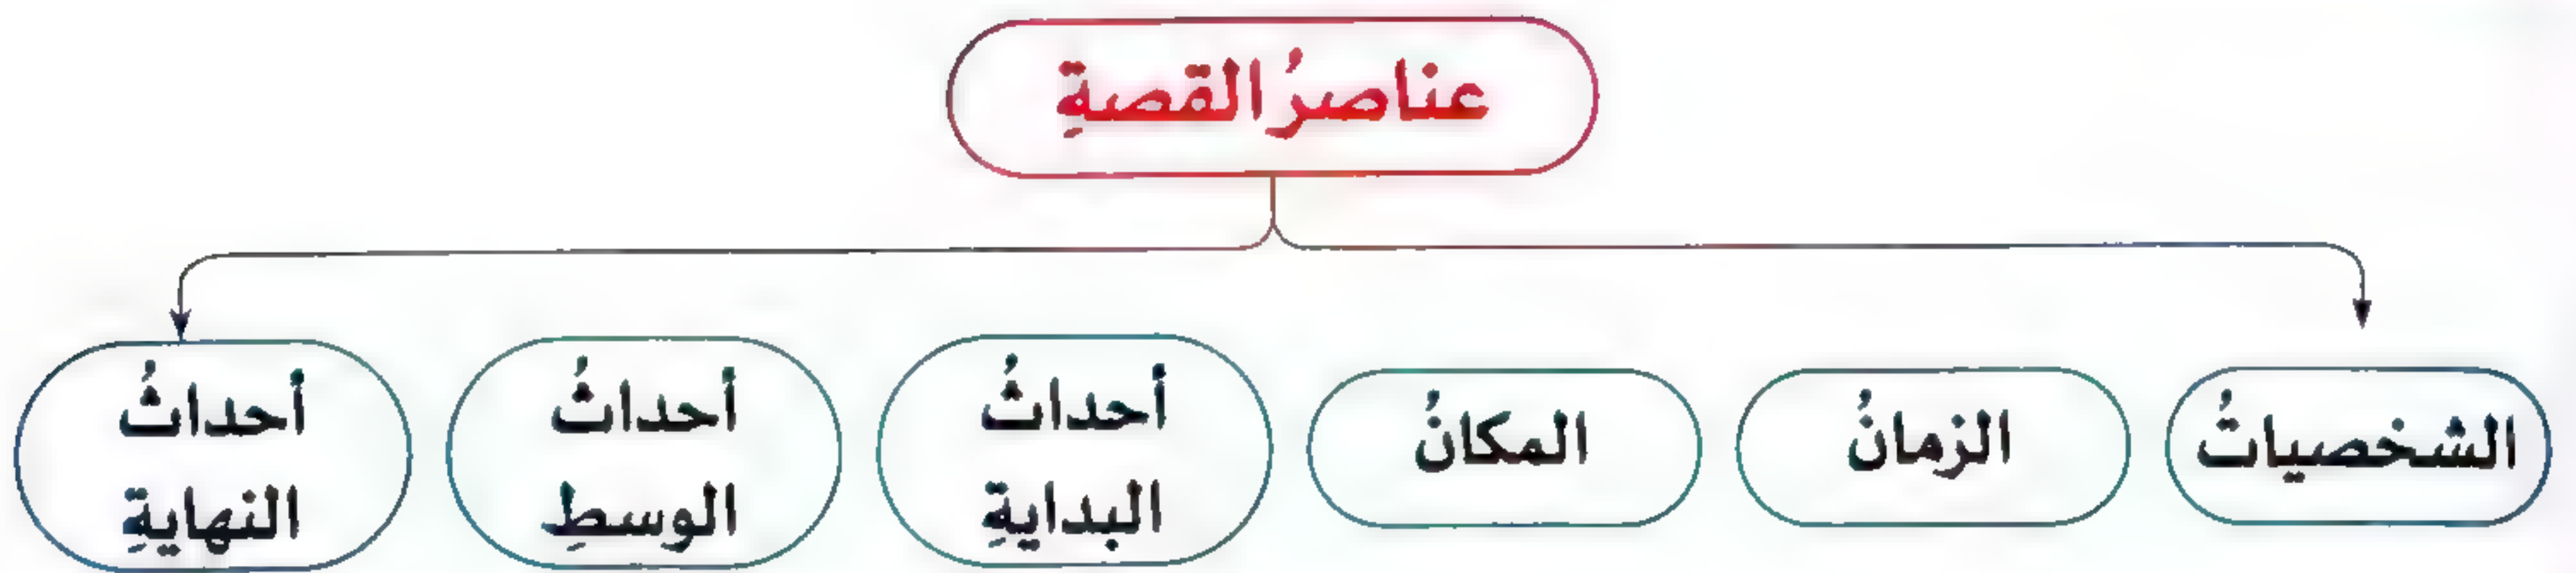 عناصرُ القصةِ
الشخصياتُ
الزمانُ
المكانُ
أحداثُ
البدايةِ
أحداثُ
الوسطِ
أحداثُ
النهايةِ